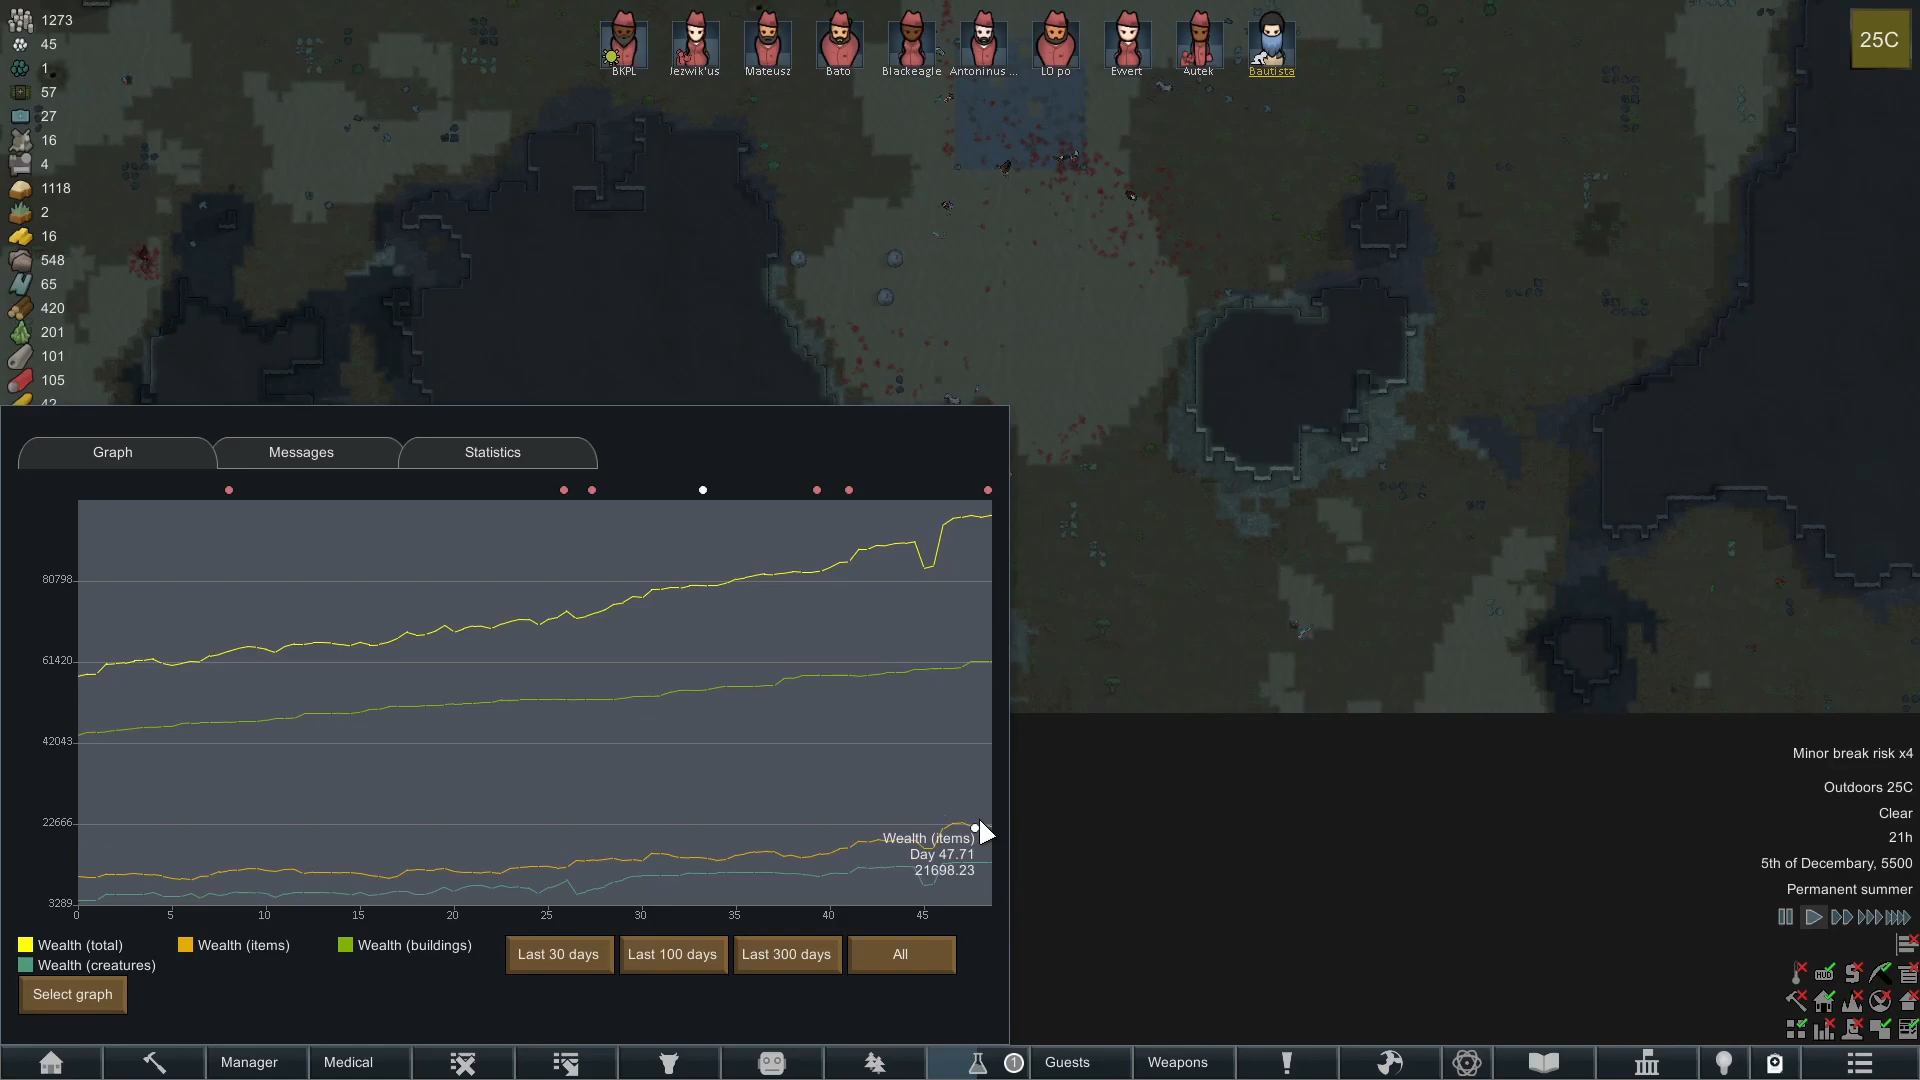 1273
45
1
57
27
16
4
1118
2
16
548
65
420
201
101
105
42
BKPL
Jezwik'us
Mateusz
Bato
Blackeagle
Antoninus ...
LO po
Ewert
Autek
Bautista
25C
Graph
Messages
Statistics
80798
61420
42043
22666
3289
0
5
10
15
20
25
30
35
40
45
Wealth (items)
Day 47.71
21698.23
Wealth (total)
Wealth (items)
Wealth (buildings)
Wealth (creatures)
Last 30 days
Last 100 days
Last 300 days
All
Select graph
Minor break risk x4
Outdoors 25C
Clear
21h
5th of Decembary, 5500
Permanent summer
HUD
Manager
Medical
1
Guests
Weapons